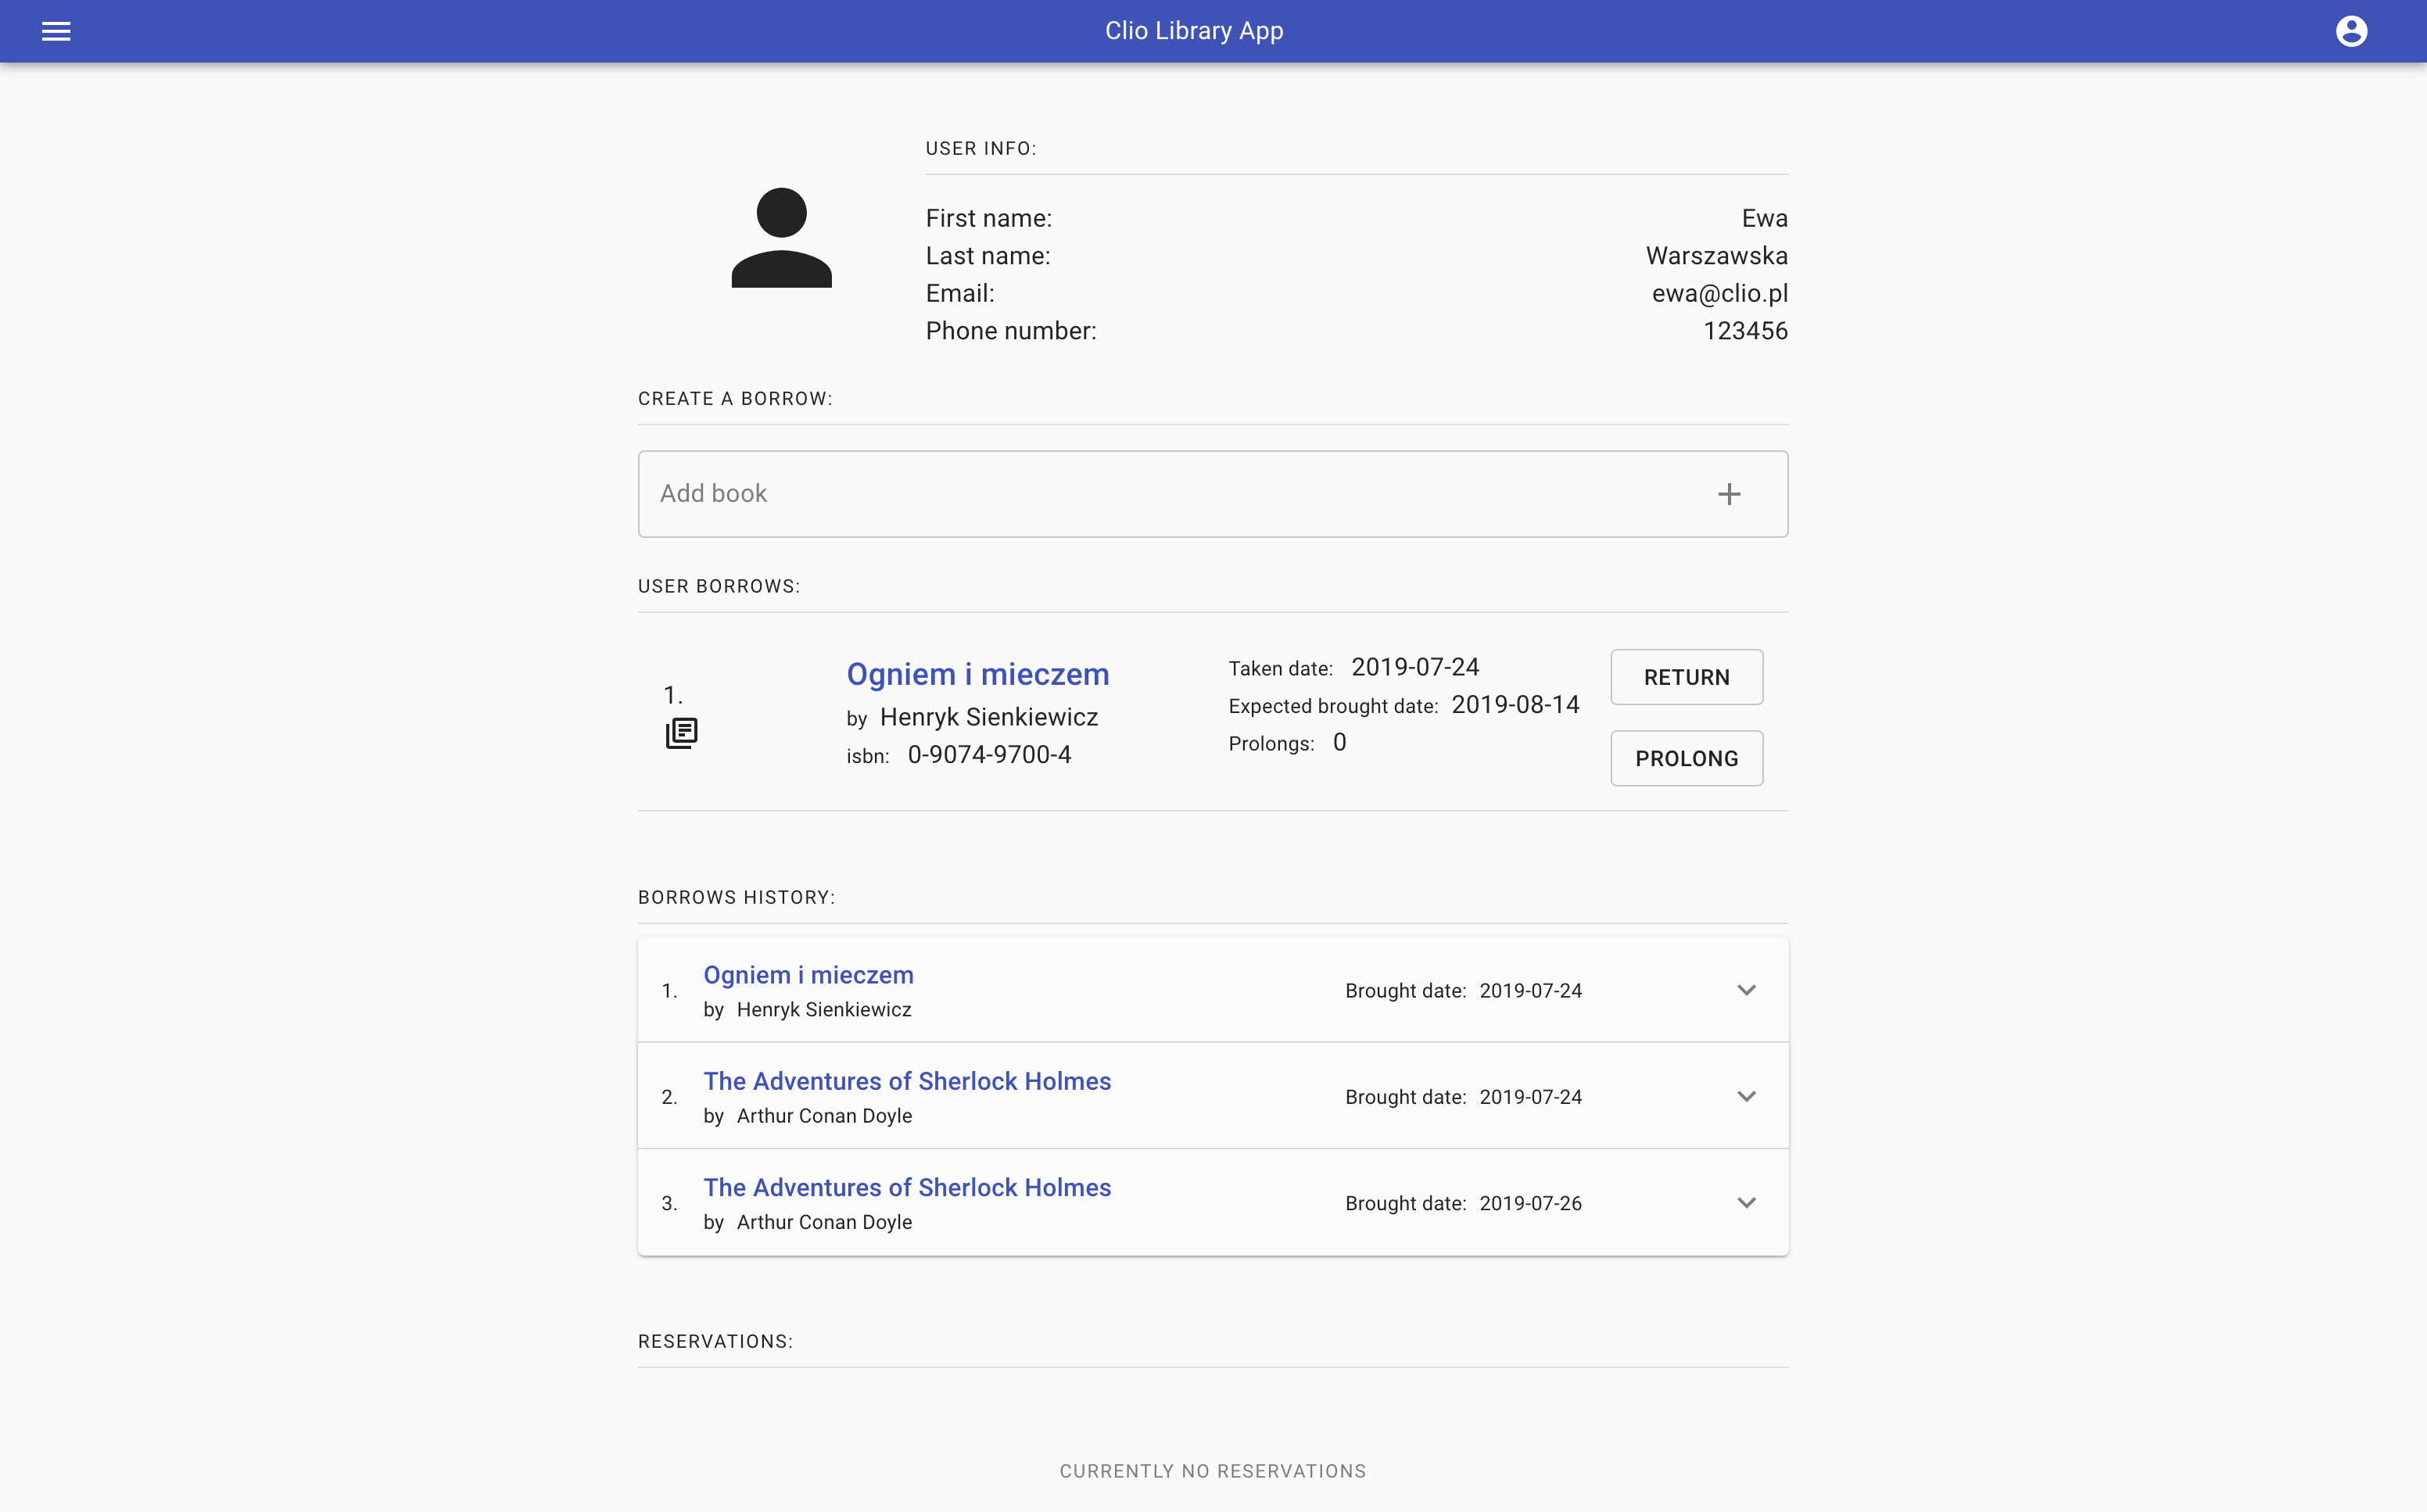 Clio Library App
USER INFO:
First name: Ewa
Last name: Warszawska
Email: ewa@clio.pl
Phone number: 123456
CREATE A BORROW:
Add book
USER BORROWS:
1.
Ogniem i mieczem
by Henryk Sienkiewicz
isbn: 0-9074-9700-4
Taken date: 2019-07-24
Expected brought date: 2019-08-14
Prolongs: 0
RETURN
PROLONG
BORROWS HISTORY:
1.
Ogniem i mieczem
by Henryk Sienkiewicz
Brought date: 2019-07-24
2.
The Adventures of Sherlock Holmes
by Arthur Conan Doyle
Brought date: 2019-07-24
3.
The Adventures of Sherlock Holmes
by Arthur Conan Doyle
Brought date: 2019-07-26
RESERVATIONS:
CURRENTLY NO RESERVATIONS